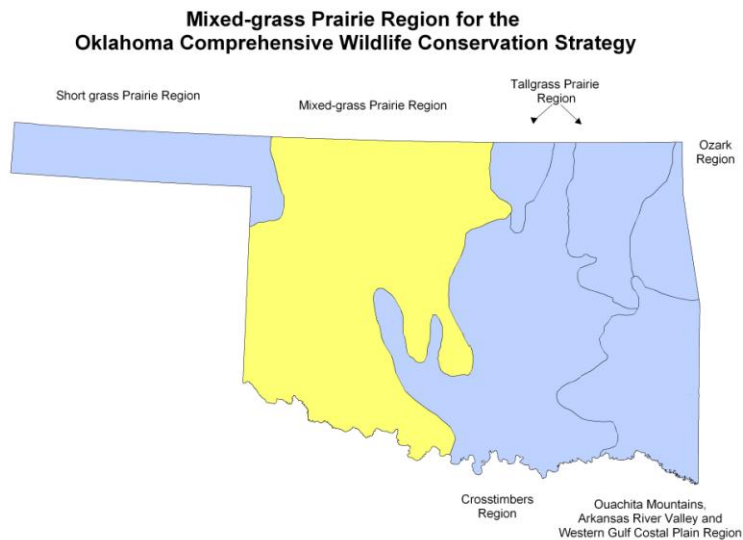 Mixed-grass Prairie Region for the
Oklahoma Comprehensive Wildlife Conservation Strategy
Short grass Prairie Region
Mixed-grass Prairie Region
Tallgrass Prairie
Region
Ozark
Region
Crosstimbers
Region
Ouachita Mountains,
Arkansas River Valley and
Western Gulf Costal Plain Region